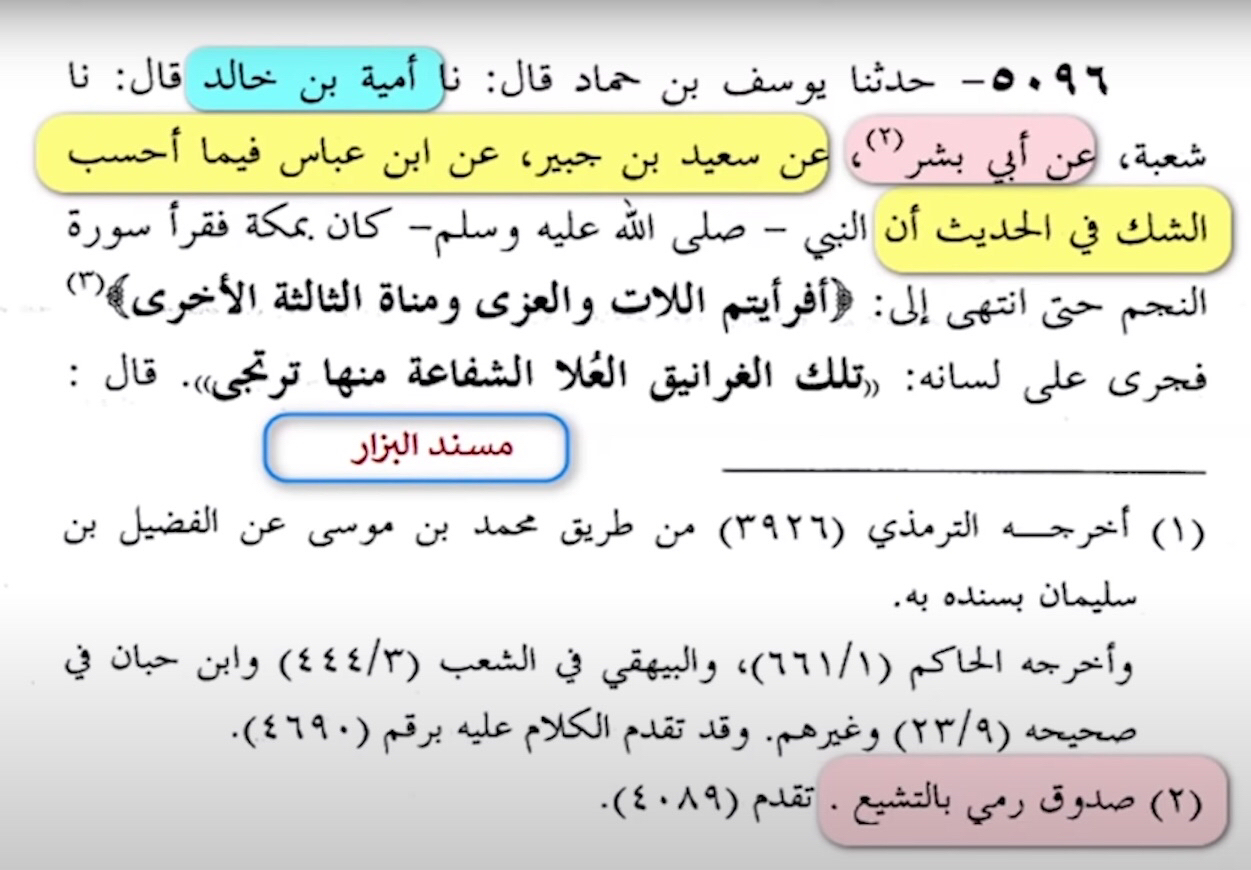 ٥٠٩٦- حدثنا يوسف بن حماد قال: نا أمية بن خالد قال: نا
شعبة، عن أبي بشر(٢)، عن سعيد بن جبير، عن ابن عباس فيما أحسب
الشك في الحديث أن النبي - صلى الله عليه وسلم- كان بمكة فقرأ سورة
النجم حتى انتهى إلى: ﴿أفرأيتم اللات والعزى ومناة الثالثة الأخرى﴾(٣)
فجرى على لسانه: «تلك الغرانيق العُلا الشفاعة منها ترتجى». قال :
مسند البزار
(١) أخرجه الترمذي (٣٩٢٦) من طريق محمد بن موسى عن الفضيل بن
سليمان بسنده به.
وأخرجه الحاكم (٦٦١/١)، والبيهقي في الشعب (٤٤٤/٣) وابن حبان في
صحيحه (٢٣/٩) وغيرهم. وقد تقدم الكلام عليه برقم (٤٦٩٠).
(٢) صدوق رمي بالتشيع . تقدم (٤٠٨٩).